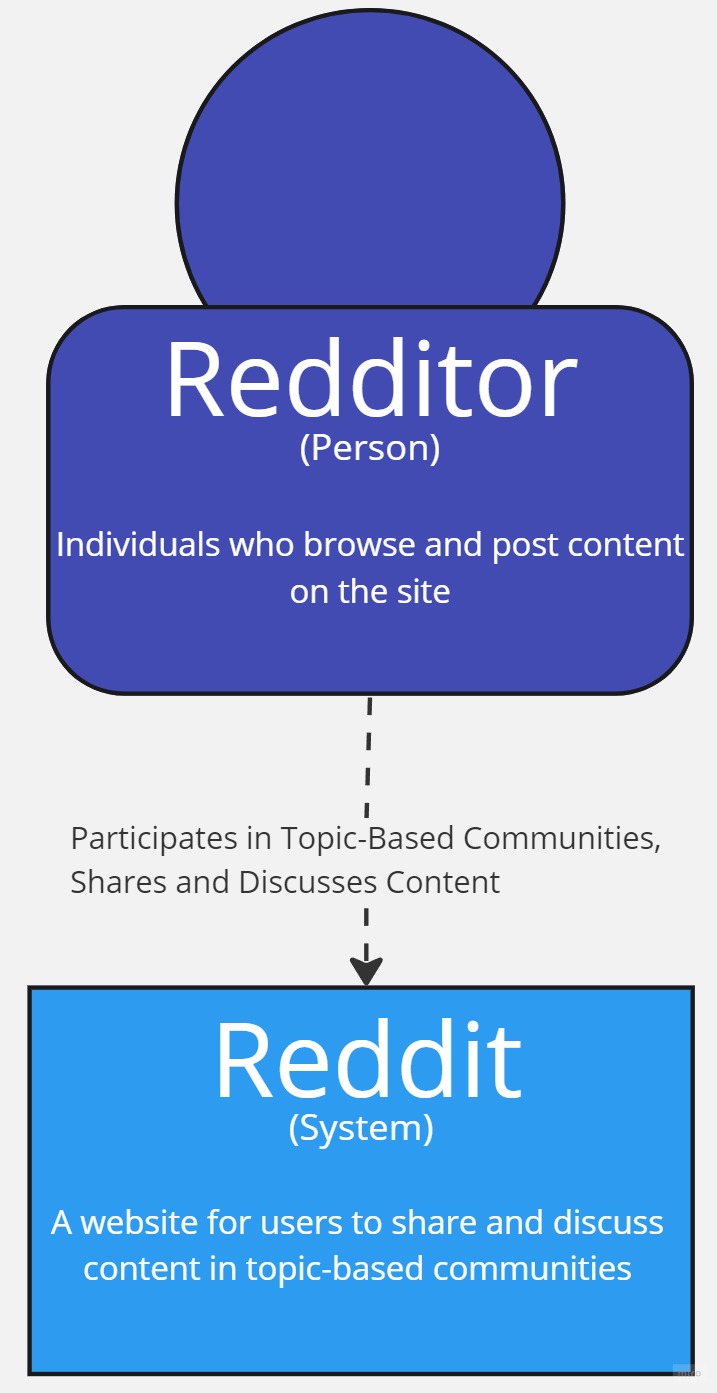 Redditor
(Person)
Individuals who browse and post content
on the site
Participates in Topic-Based Communities,
Shares and Discusses Content
Reddit
(System)
A website for users to share and discuss
content in topic-based communities
miro